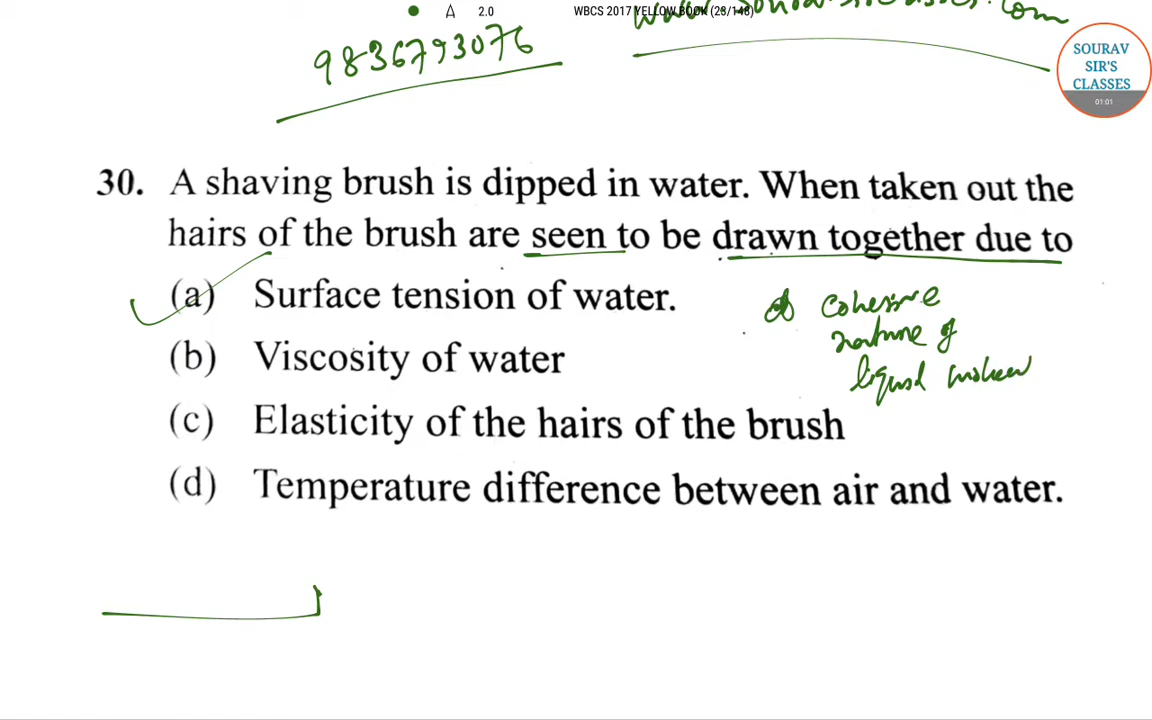 A 2.0 WBCS 2017 YELLOW BOOK (23/148)
9836793076
SOURAV
SIR'S
CLASSES
01:01
30. A shaving brush is dipped in water. When taken out the
hairs of the brush are seen to be drawn together due to
(a) Surface tension of water.
(b) Viscosity of water
(c) Elasticity of the hairs of the brush
(d) Temperature difference between air and water.
cohesive
nature of
liquid